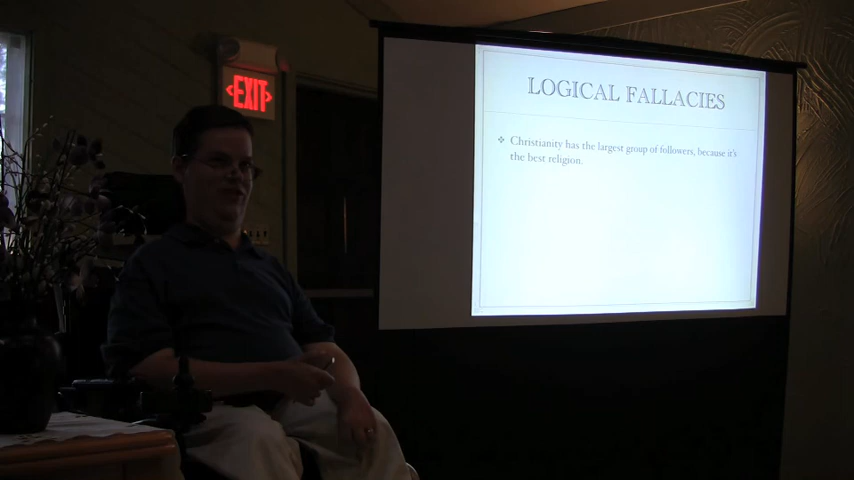 EXIT
LOGICAL FALLACIES
Christianity has the largest group of followers, because it's
the best religion.